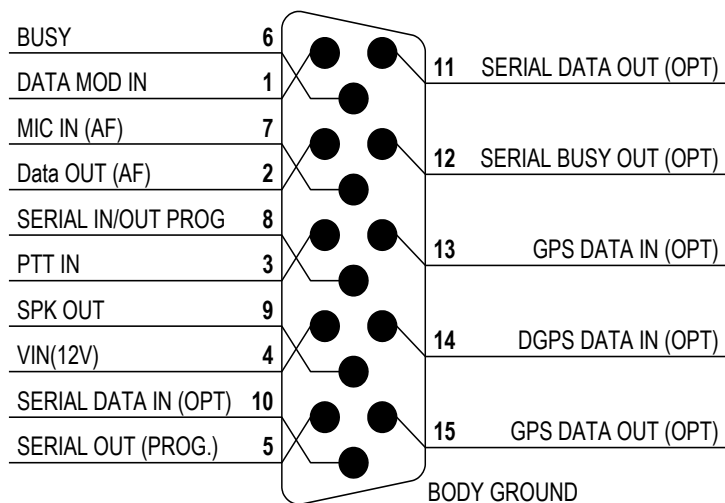 BUSY 6
DATA MOD IN 1
MIC IN (AF) 7
Data OUT (AF) 2
SERIAL IN/OUT PROG 8
PTT IN 3
SPK OUT 9
VIN(12V) 4
SERIAL DATA IN (OPT) 10
SERIAL OUT (PROG.) 5
11 SERIAL DATA OUT (OPT)
12 SERIAL BUSY OUT (OPT)
13 GPS DATA IN (OPT)
14 DGPS DATA IN (OPT)
15 GPS DATA OUT (OPT)
BODY GROUND